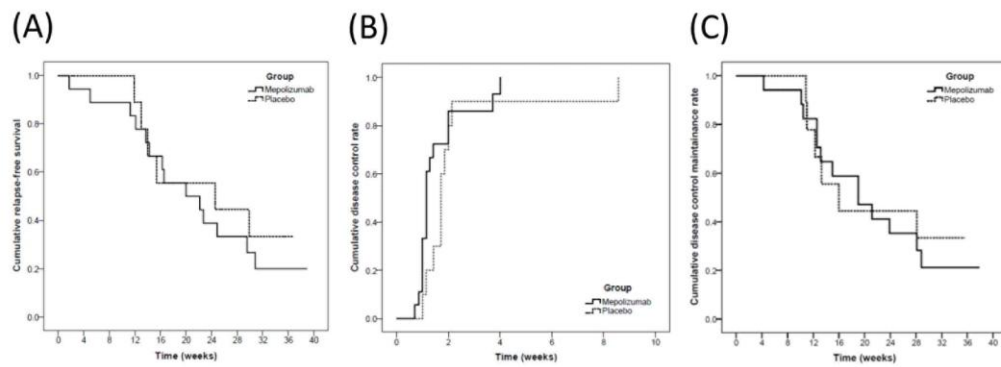 (A)
Cumulative relapse-free survival
1.0
0.8
0.6
0.4
0.2
0.0
Group
Mepolizumab
Placebo
0 4 8 12 16 20 24 28 32 36 40
Time (weeks)
(B)
Cumulative disease control rate
1.0
0.8
0.6
0.4
0.2
0.0
Group
Mepolizumab
Placebo
0 2 4 6 8 10
Time (weeks)
(C)
Cumulative disease control maintainance rate
1.0
0.8
0.6
0.4
0.2
0.0
Group
Mepolizumab
Placebo
0 4 8 12 16 20 24 28 32 36 40
Time (weeks)